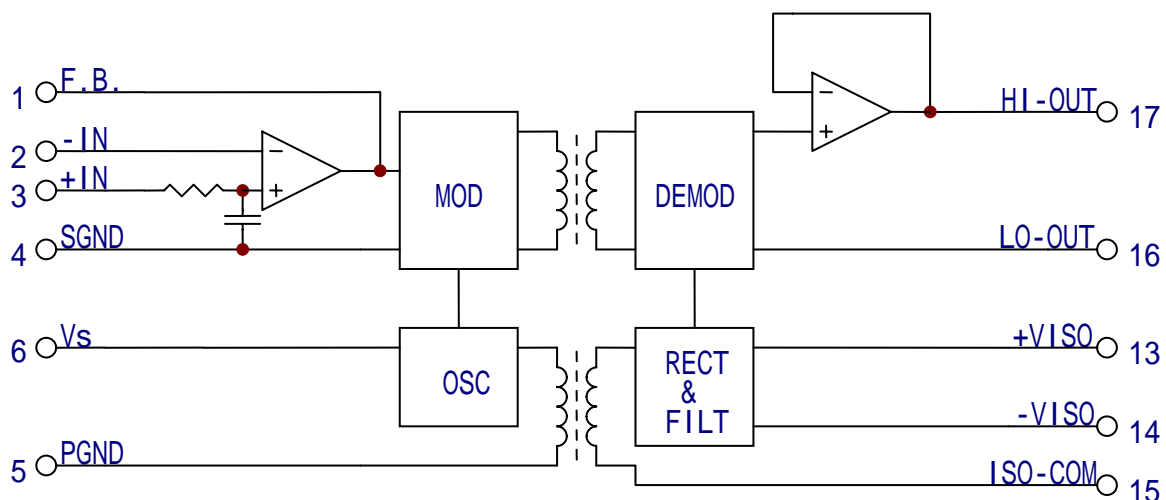 1 F.B.
2 -IN
3 +IN
4 SGND
6 Vs
5 PGND
MOD
OSC
DEMOD
RECT
&
FILT
HI-OUT 17
LO-OUT 16
+VISO 13
-VISO 14
ISO-COM 15
− +
− +